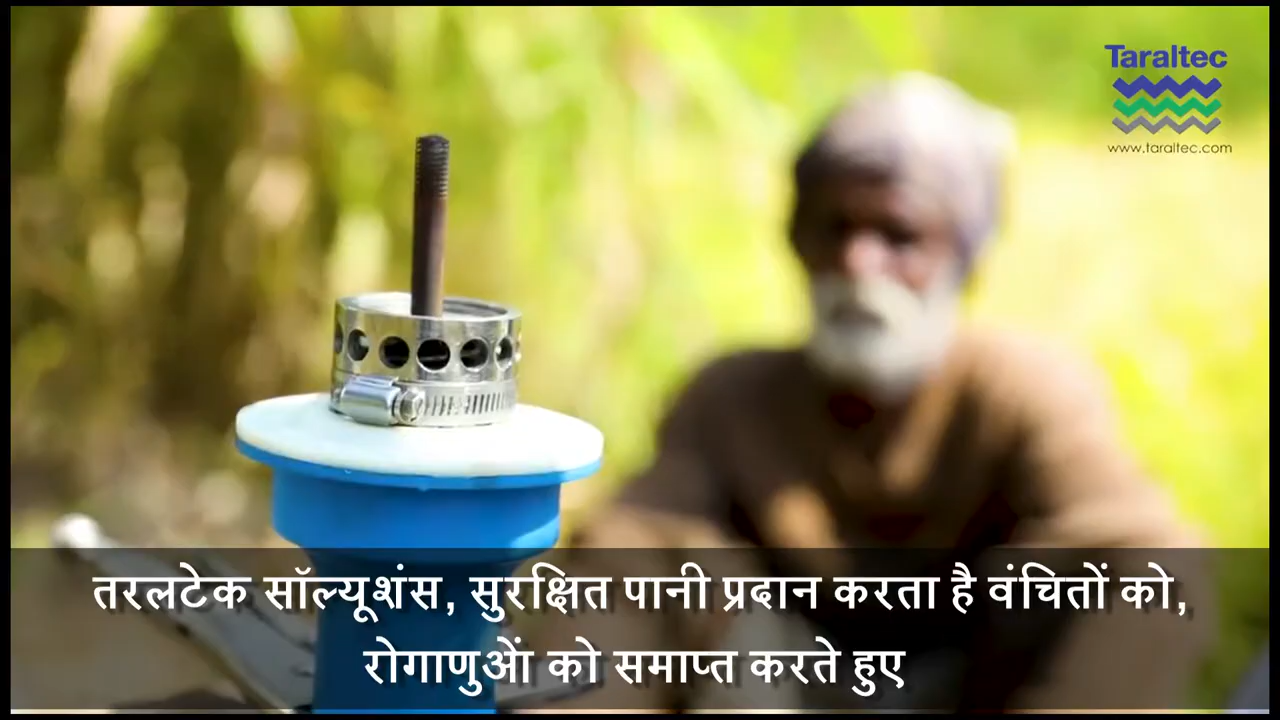 Taraltec
www.taraltec.com
तरलटेक सॉल्यूशंस, सुरक्षित पानी प्रदान करता है वंचितों को,
रोगाणुओं को समाप्त करते हुए